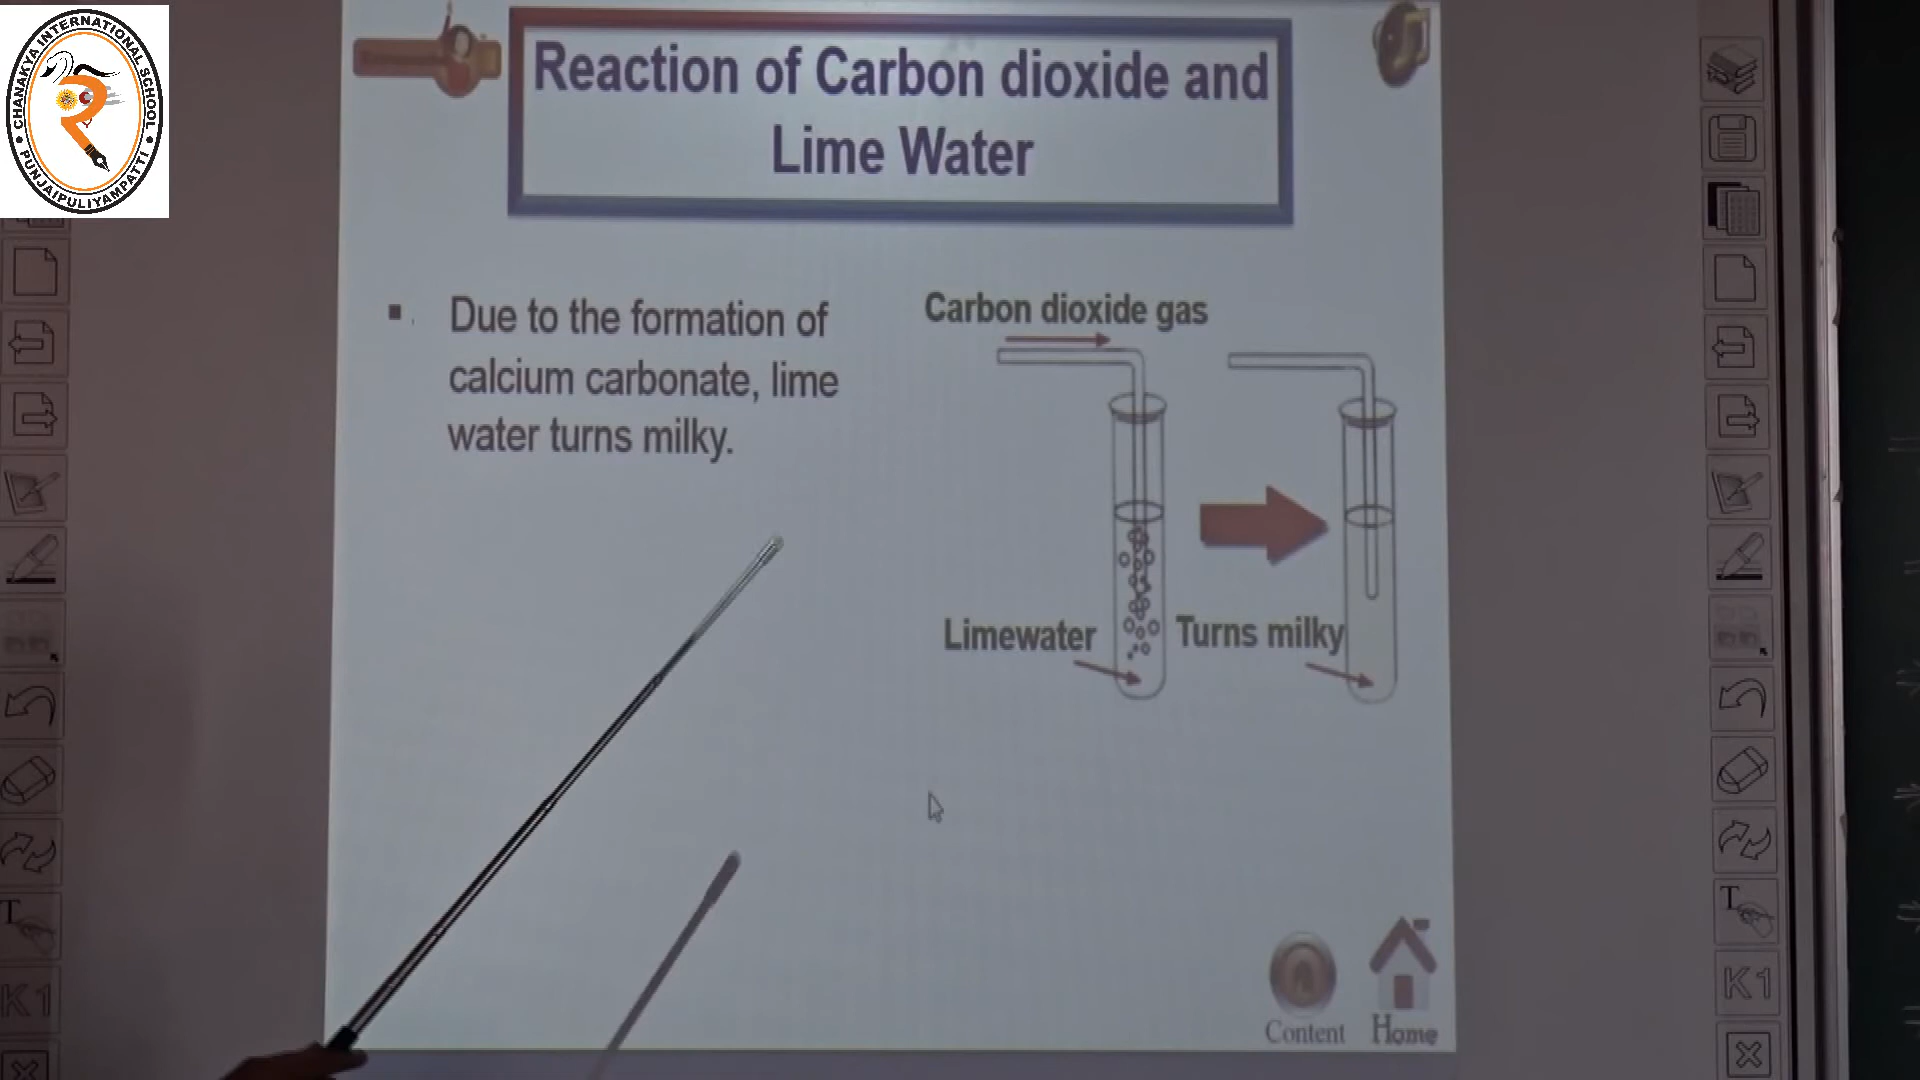 CHANAKYA INTERNATIONAL SCHOOL
PUNJAIPULIYAMPATTI
Reaction of Carbon dioxide and
Lime Water
Due to the formation of
calcium carbonate, lime
water turns milky.
Carbon dioxide gas
Limewater
Turns milky
Content
Home
T
K1
T
K1